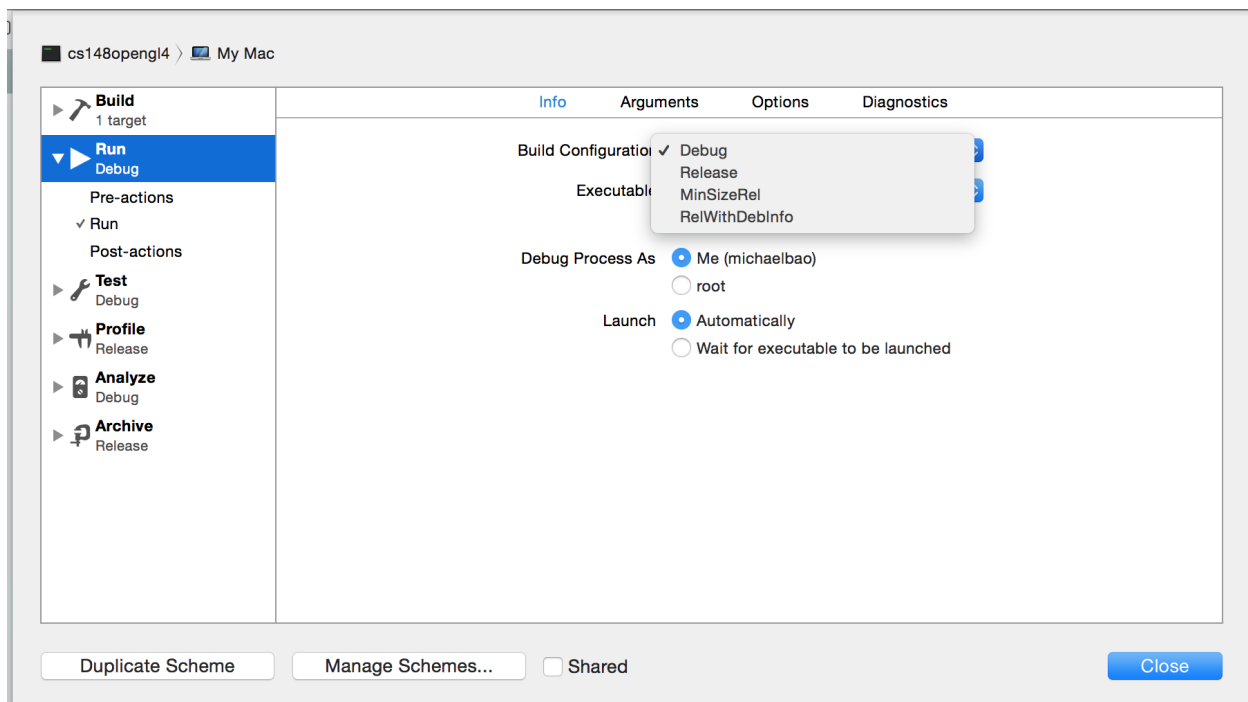 cs148opengl4 〉 My Mac
Build
1 target
Run
Debug
Pre-actions
✓ Run
Post-actions
Test
Debug
Profile
Release
Analyze
Debug
Archive
Release
Info Arguments Options Diagnostics
Build Configuration ✓ Debug
Release
Executable MinSizeRel
RelWithDebInfo
Debug Process As Me (michaelbao)
root
Launch Automatically
Wait for executable to be launched
Duplicate Scheme Manage Schemes... Shared Close